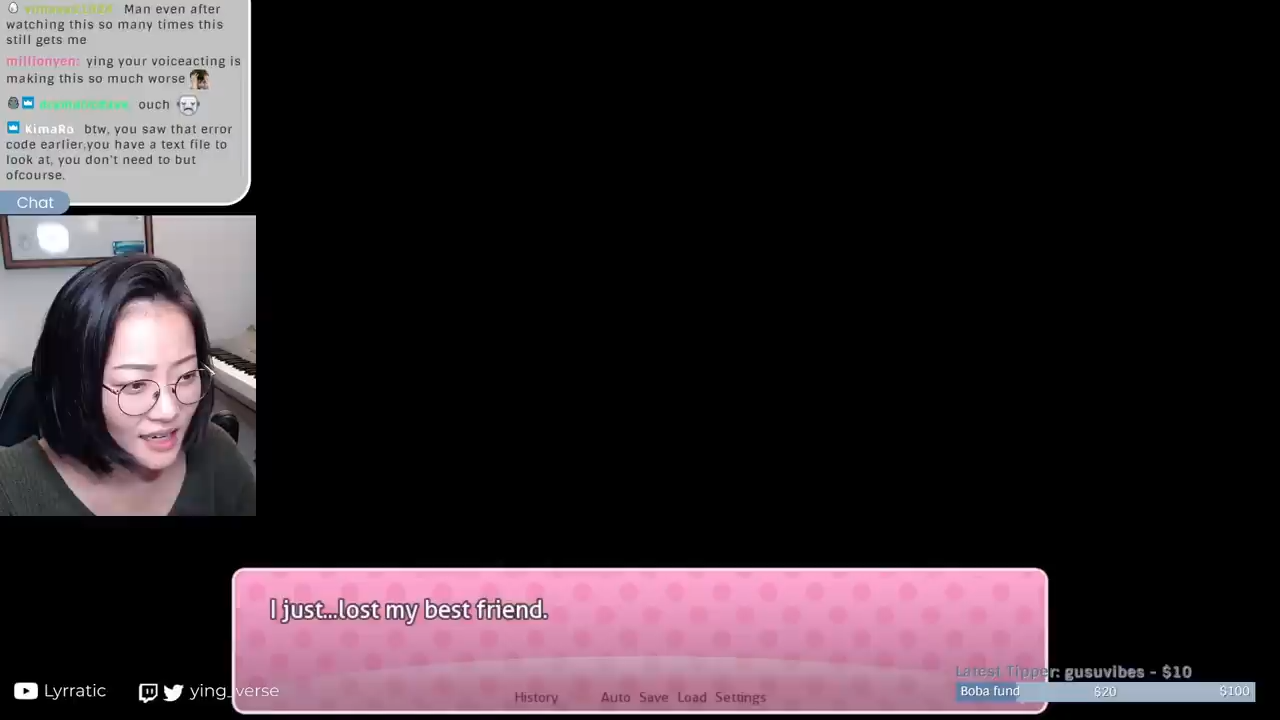 Man even after
watching this so many times this
still gets me
millionyen: ying your voiceacting is
making this so much worse
ouch
KimaRo btw, you saw that error
code earlier,you have a text file to
look at, you don't need to but
ofcourse.
Chat
I just...lost my best friend.
Latest Tipper: gusuvibes - $10
Boba fund $20 $100
History Auto Save Load Settings
Lyrratic ying_verse